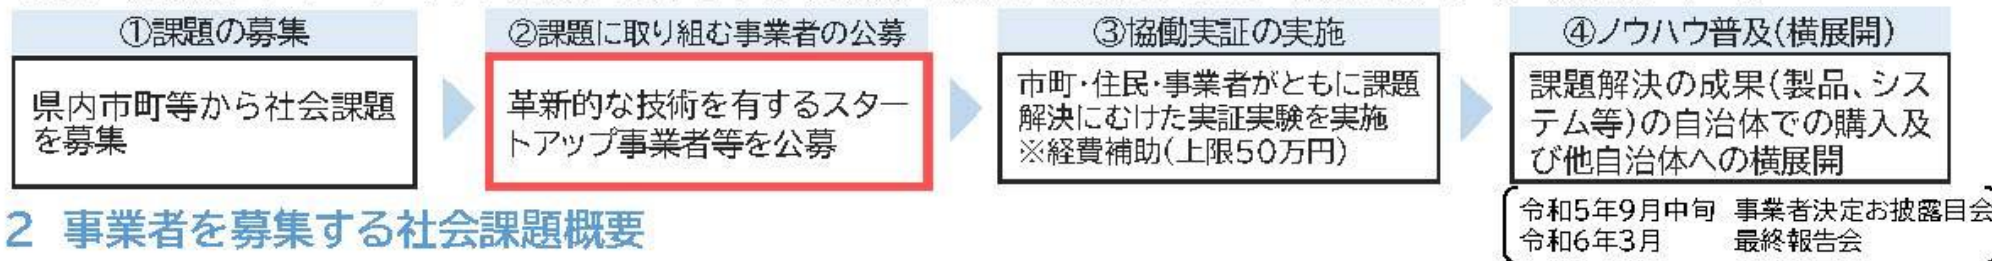 ①課題の募集
県内市町等から社会課題
を募集
②課題に取り組む事業者の公募
革新的な技術を有するスター
トアップ事業者等を公募
③協働実証の実施
市町・住民・事業者がともに課題
解決にむけた実証実験を実施
※経費補助(上限50万円)
④ノウハウ普及(横展開)
課題解決の成果(製品、シス
テム等)の自治体での購入及
び他自治体への横展開
令和5年9月中旬 事業者決定お披露目会
令和6年3月 最終報告会
2 事業者を募集する社会課題概要